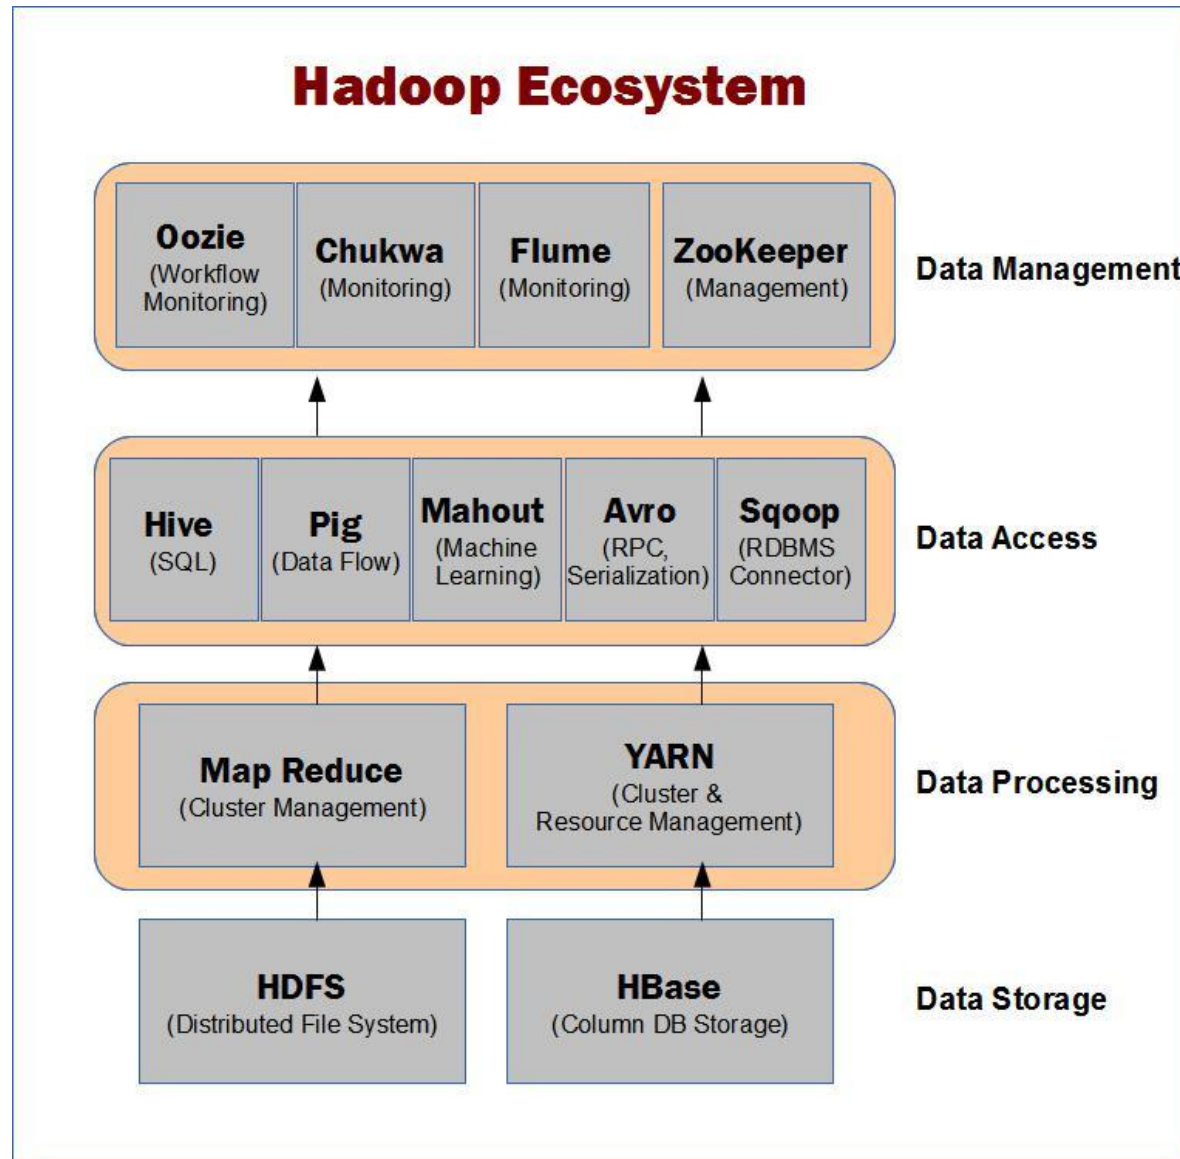 Hadoop Ecosystem
Oozie
(Workflow
Monitoring)
Chukwa
(Monitoring)
Flume
(Monitoring)
ZooKeeper
(Management)
Data Management
Hive
(SQL)
Pig
(Data Flow)
Mahout
(Machine
Learning)
Avro
(RPC,
Serialization)
Sqoop
(RDBMS
Connector)
Data Access
Map Reduce
(Cluster Management)
YARN
(Cluster &
Resource Management)
Data Processing
HDFS
(Distributed File System)
HBase
(Column DB Storage)
Data Storage